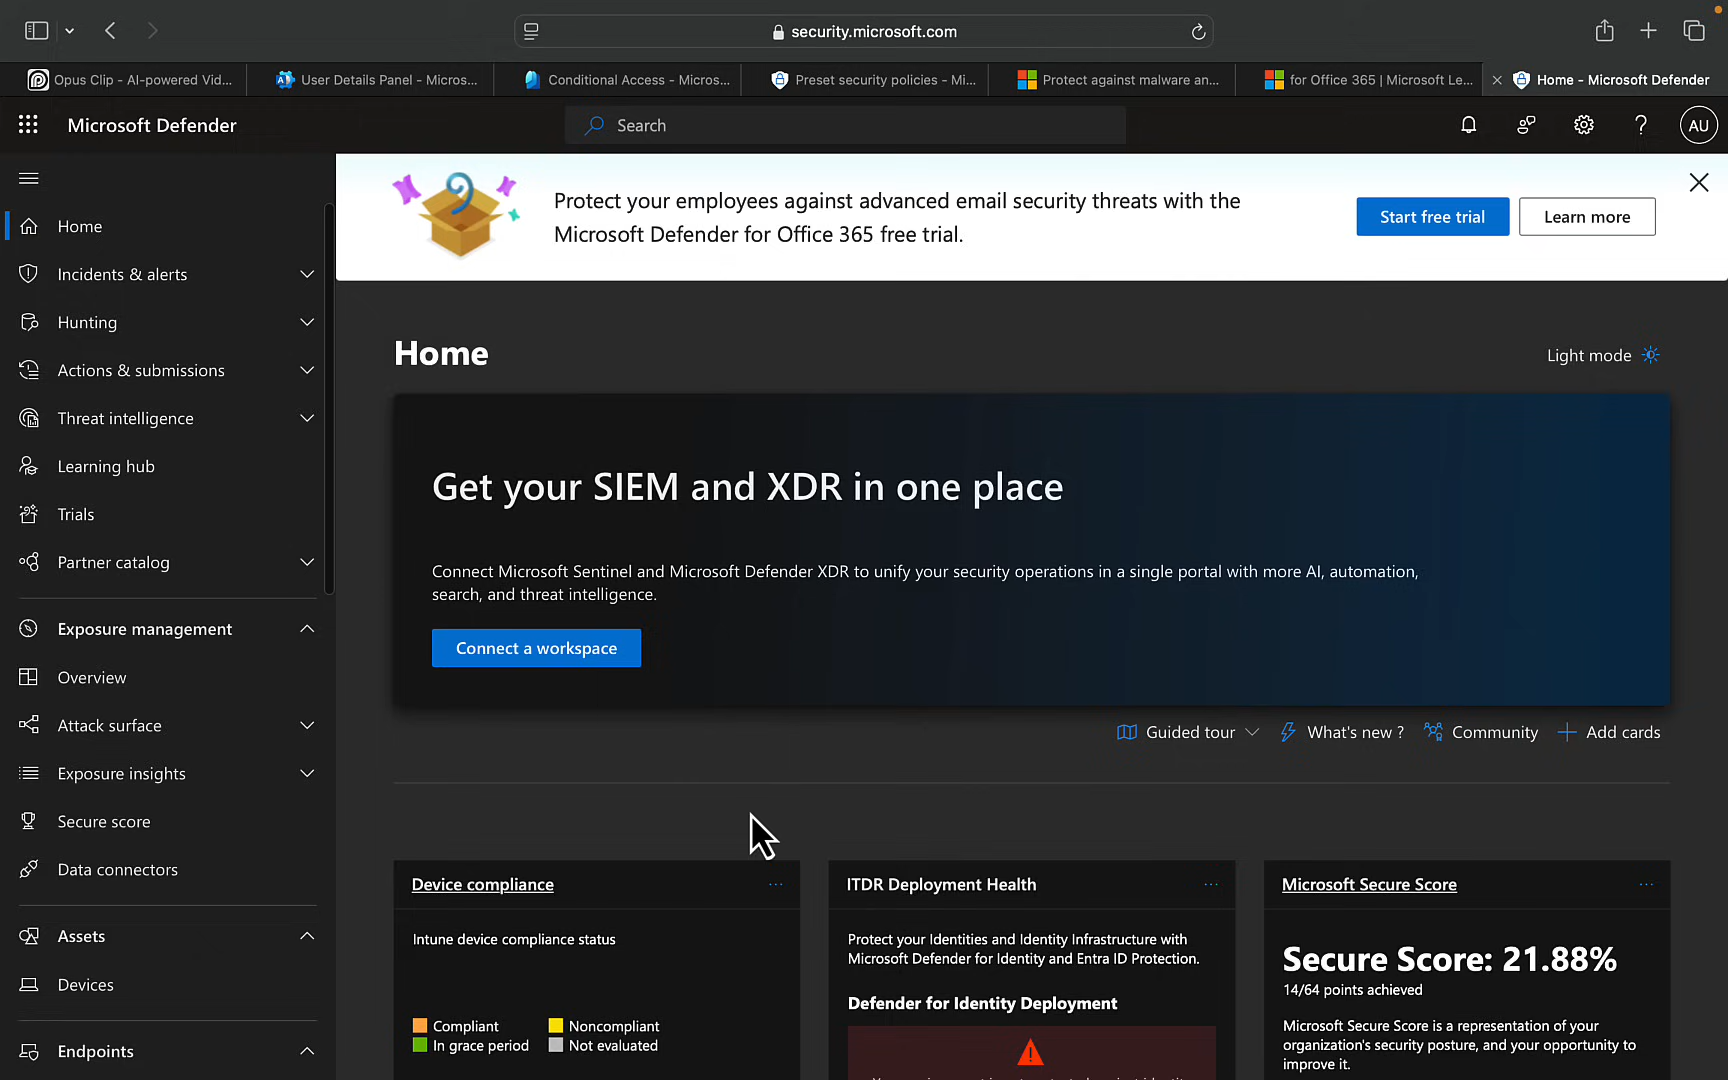 security.microsoft.com
Opus Clip - AI-powered Vid...
User Details Panel - Micros...
Conditional Access - Micros...
Preset security policies - Mi...
Protect against malware an...
for Office 365 | Microsoft Le...
Home - Microsoft Defender
Microsoft Defender
Search
AU
Protect your employees against advanced email security threats with the
Microsoft Defender for Office 365 free trial.
Start free trial
Learn more
Home
Incidents & alerts
Hunting
Actions & submissions
Threat intelligence
Learning hub
Trials
Partner catalog
Exposure management
Overview
Attack surface
Exposure insights
Secure score
Data connectors
Assets
Devices
Endpoints
Home
Light mode
Get your SIEM and XDR in one place
Connect Microsoft Sentinel and Microsoft Defender XDR to unify your security operations in a single portal with more AI, automation,
search, and threat intelligence.
Connect a workspace
Guided tour
What's new ?
Community
Add cards
Device compliance
Intune device compliance status
Compliant
Noncompliant
In grace period
Not evaluated
ITDR Deployment Health
Protect your Identities and Identity Infrastructure with
Microsoft Defender for Identity and Entra ID Protection.
Defender for Identity Deployment
Microsoft Secure Score
Secure Score: 21.88%
14/64 points achieved
Microsoft Secure Score is a representation of your
organization's security posture, and your opportunity to
improve it.